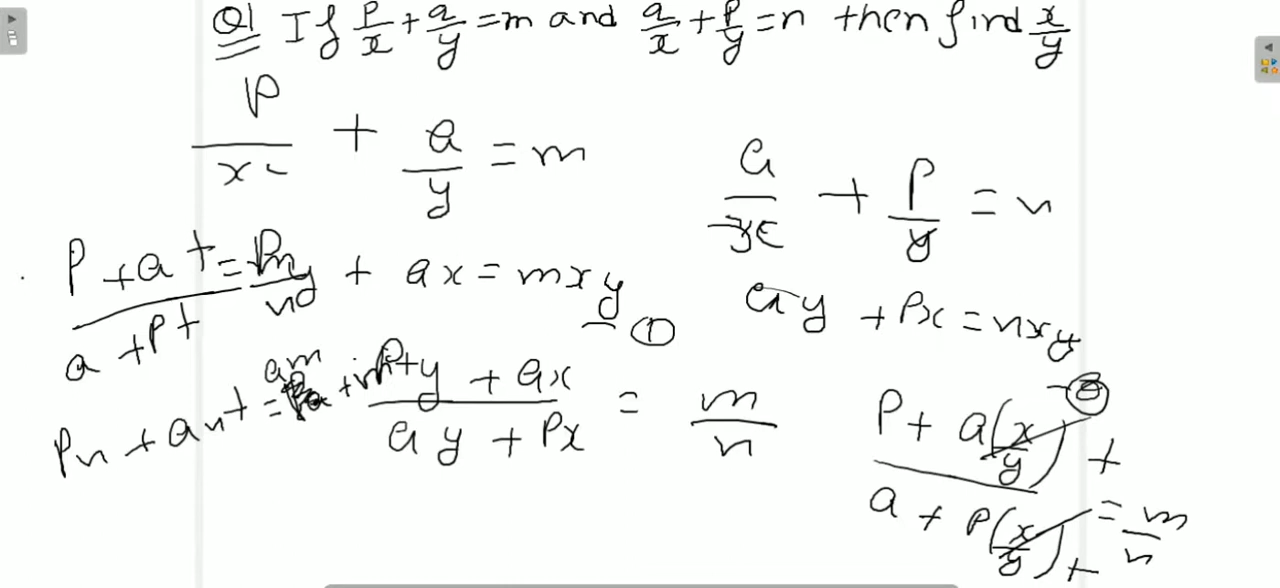 Q1 If p/x + q/y = m and q/x + p/y = n then find x/y
P/x + a/y = m
a/x + P/y = n
Py + ax = mxy ①
ay + Px = nxy
②
P + at / a + Pt = m/n
Py + ax / ay + Px = m/n
P + a(x/y) t / a + P(x/y) t = m/n
Pn + ant = am + mPt